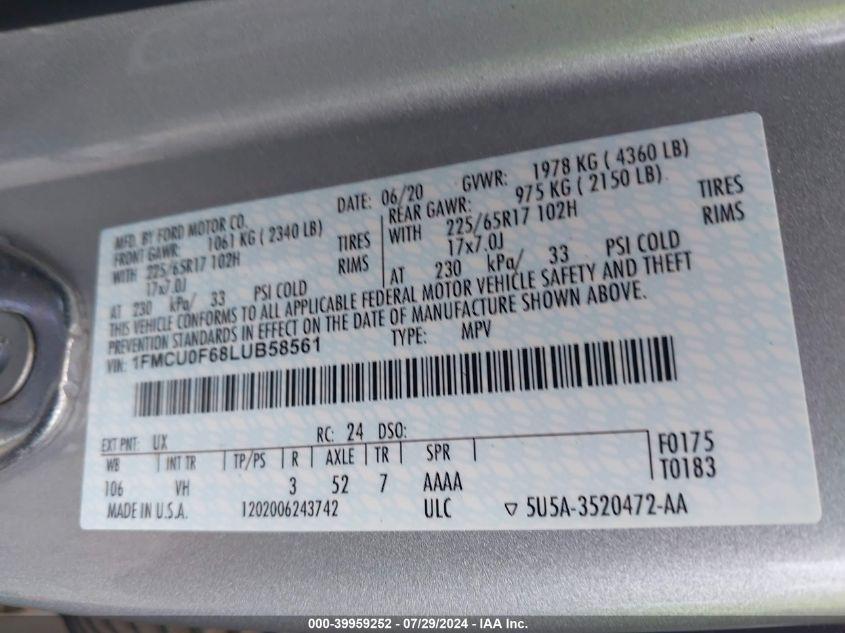 MFD. BY FORD MOTOR CO. DATE: 06/20 GVWR: 1978 KG ( 4360 LB)
FRONT GAWR: 1061 KG ( 2340 LB) REAR GAWR: 975 KG ( 2150 LB)
WITH 225/65R17 102H TIRES WITH 225/65R17 102H TIRES
17x7.0J RIMS 17x7.0J RIMS
AT 230 kPa/ 33 PSI COLD AT 230 kPa/ 33 PSI COLD
THIS VEHICLE CONFORMS TO ALL APPLICABLE FEDERAL MOTOR VEHICLE SAFETY AND THEFT
PREVENTION STANDARDS IN EFFECT ON THE DATE OF MANUFACTURE SHOWN ABOVE.
VIN: 1FMCU0F68LUB58561 TYPE: MPV
EXT PNT: UX RC: 24 DSO: F0175
WB INT TR TP/PS R AXLE TR SPR T0183
106 VH 3 52 7 AAAA
MADE IN U.S.A. 1202006243742 ULC ▽ 5U5A-3520472-AA
000-39959252 - 07/29/2024 - IAA Inc.